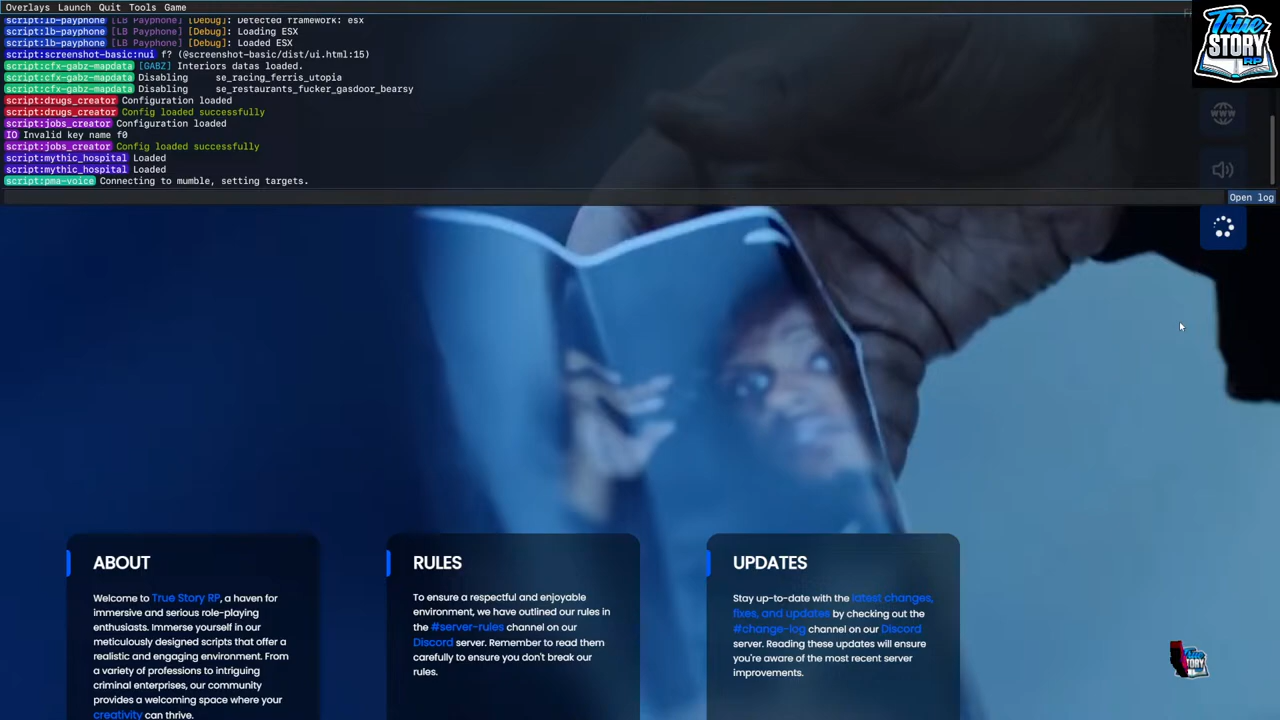 Overlays Launch Quit Tools Game
script:lb-payphone [LB Payphone] [Debug]: Detected framework: esx
script:lb-payphone [LB Payphone] [Debug]: Loading ESX
script:lb-payphone [LB Payphone] [Debug]: Loaded ESX
script:screenshot-basic:nui f? (@screenshot-basic/dist/ui.html:15)
script:cfx-gabz-mapdata [GABZ] Interiors datas loaded.
script:cfx-gabz-mapdata Disabling se_racing_ferris_utopia
script:cfx-gabz-mapdata Disabling se_restaurants_fucker_gasdoor_bearsy
script:drugs_creator Configuration loaded
script:drugs_creator Config loaded successfully
script:jobs_creator Configuration loaded
IO Invalid key name f0
script:jobs_creator Config loaded successfully
script:mythic_hospital Loaded
script:mythic_hospital Loaded
script:pma-voice Connecting to mumble, setting targets.
Open log
TRUE
STORY
RP
WWW
ABOUT
Welcome to True Story RP, a haven for
immersive and serious role-playing
enthusiasts. Immerse yourself in our
meticulously designed scripts that offer a
realistic and engaging environment. From
a variety of professions to intriguing
criminal enterprises, our community
provides a welcoming space where your
creativity can thrive.
RULES
To ensure a respectful and enjoyable
environment, we have outlined our rules in
the #server-rules channel on our
Discord server. Remember to read them
carefully to ensure you don't break our
rules.
UPDATES
Stay up-to-date with the latest changes,
fixes, and updates by checking out the
#change-log channel on our Discord
server. Reading these updates will ensure
you're aware of the most recent server
improvements.
True
STORY